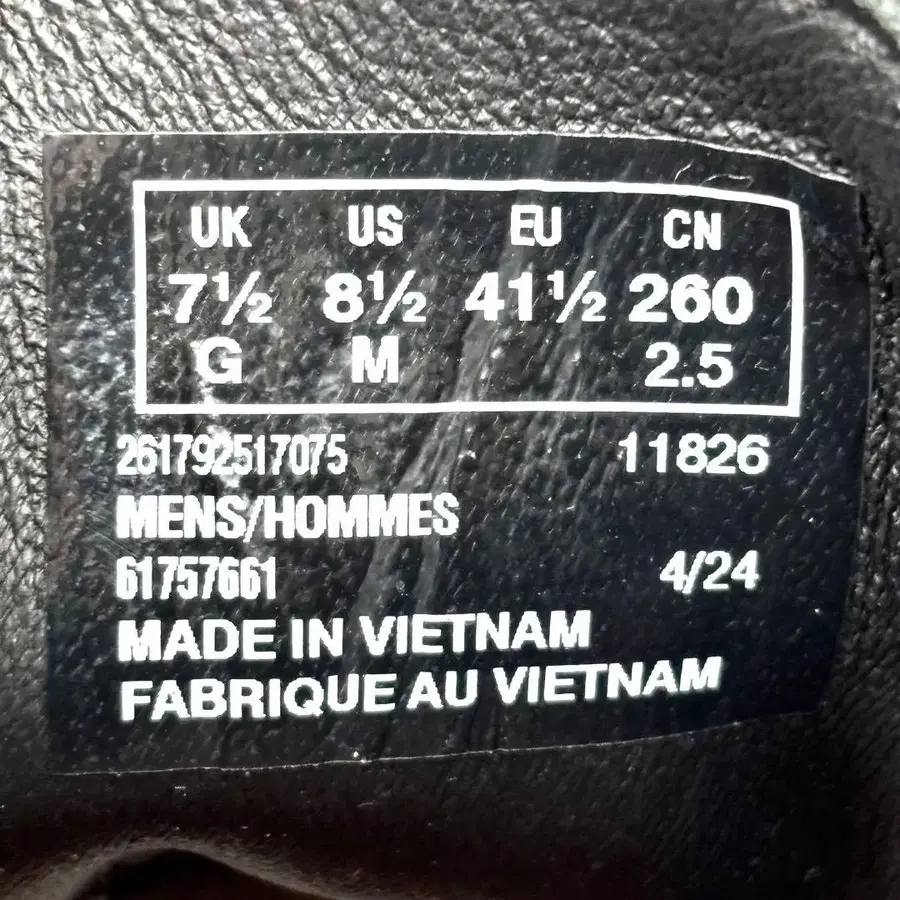 UK US EU CN
7½ 8½ 41½ 260
G M 2.5
261792517075 11826
MENS/HOMMES
61757661 4/24
MADE IN VIETNAM
FABRIQUE AU VIETNAM